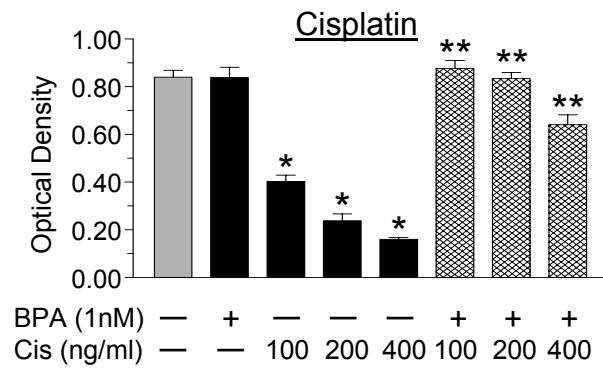 Cisplatin
Optical Density
1.00
0.80
0.60
0.40
0.20
0.00
* * * ** ** **
BPA (1nM) — + — — — + + +
Cis (ng/ml) — — 100 200 400 100 200 400